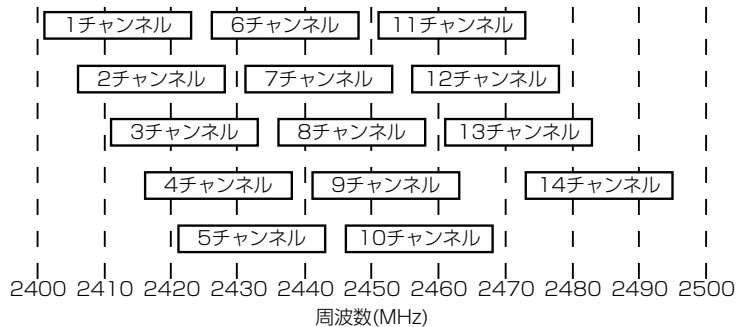 1チャンネル 6チャンネル 11チャンネル
2チャンネル 7チャンネル 12チャンネル
3チャンネル 8チャンネル 13チャンネル
4チャンネル 9チャンネル 14チャンネル
5チャンネル 10チャンネル
2400 2410 2420 2430 2440 2450 2460 2470 2480 2490 2500
周波数(MHz)